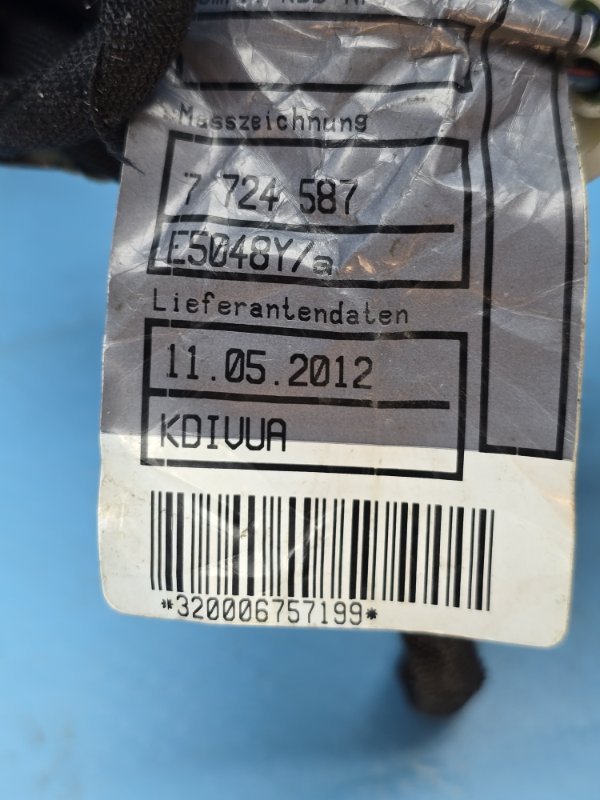 Masszeichnung
7 724 587
E5048Y/a
Lieferantendaten
11.05.2012
KDIVUA
*320006757199*